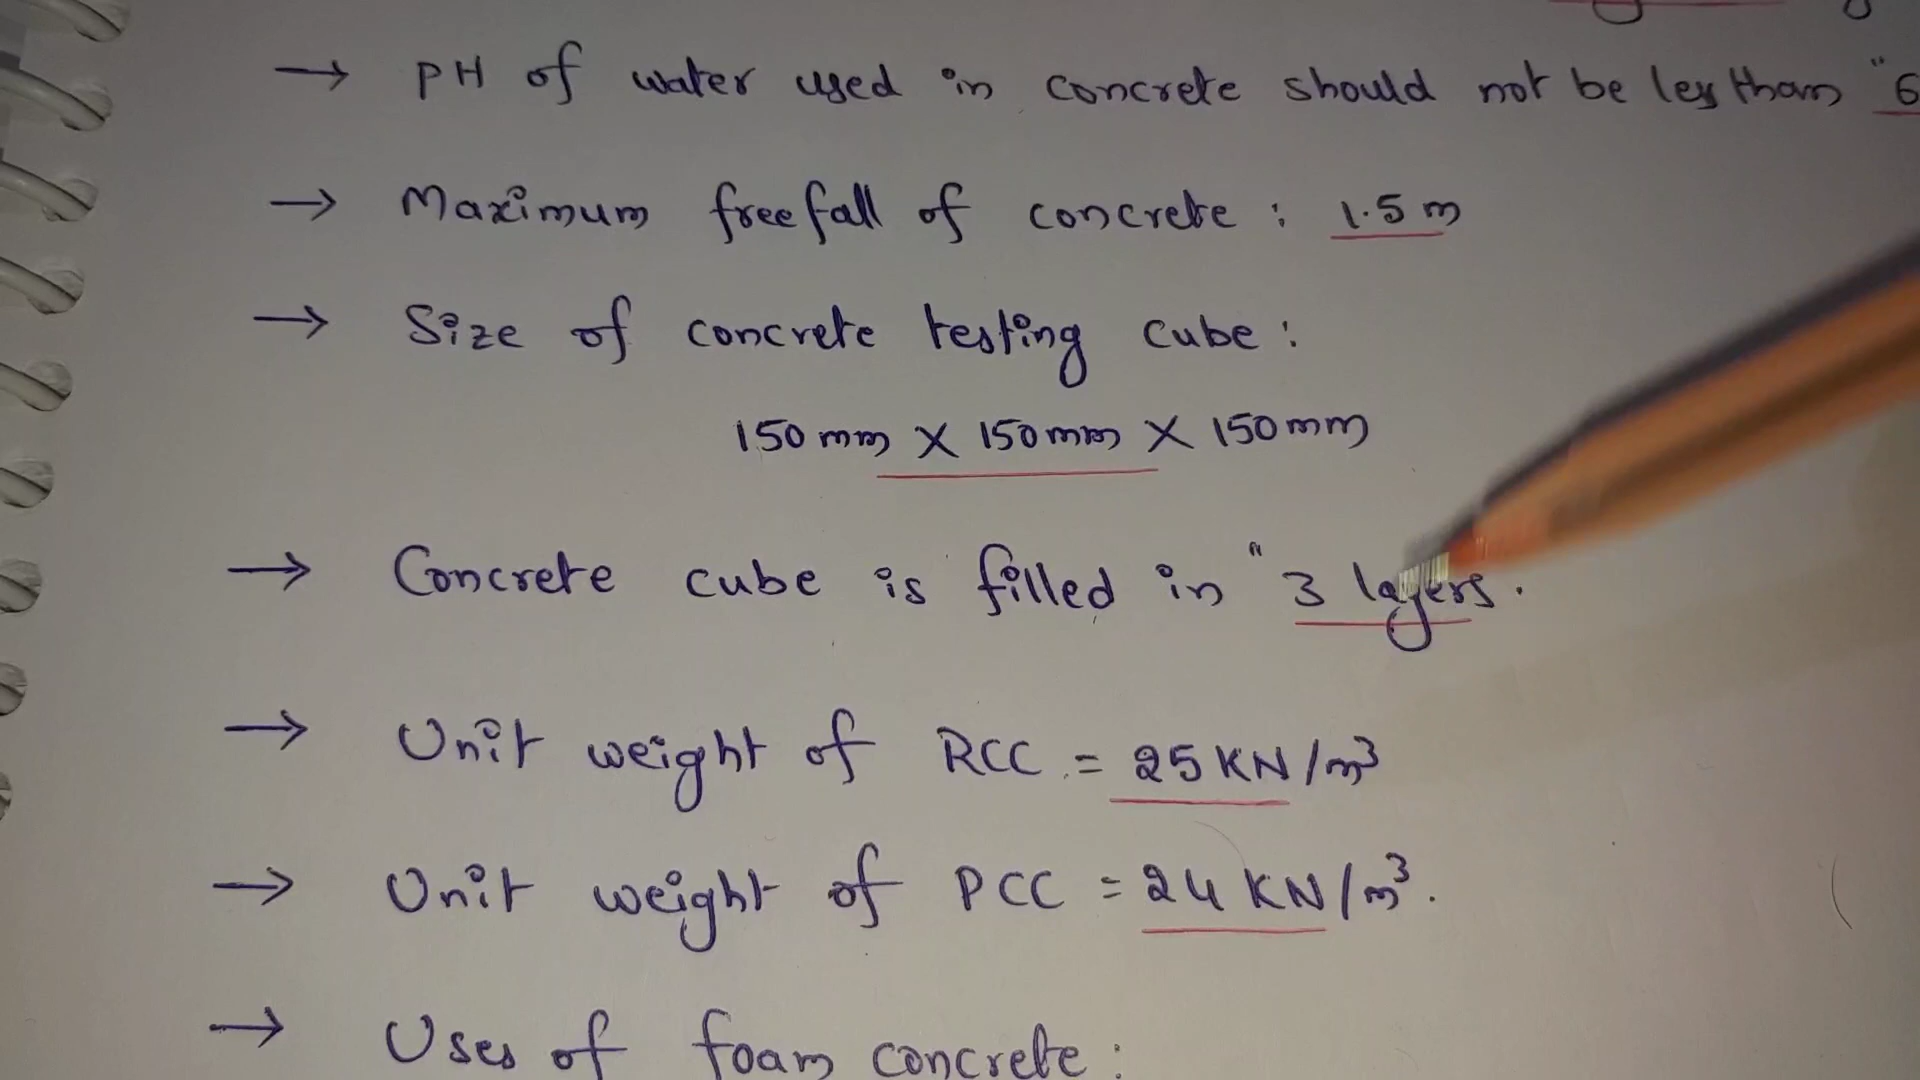 → PH of water used in concrete should not be less than "6
→ Maximum freefall of concrete : 1.5 m
→ Size of concrete testing cube :
150 mm X 150 mm X 150 mm
→ Concrete cube is filled in "3 layers.
→ Unit weight of RCC = 25 KN/m³
→ Unit weight of PCC = 24 KN/m³.
→ Uses of foam concrete :